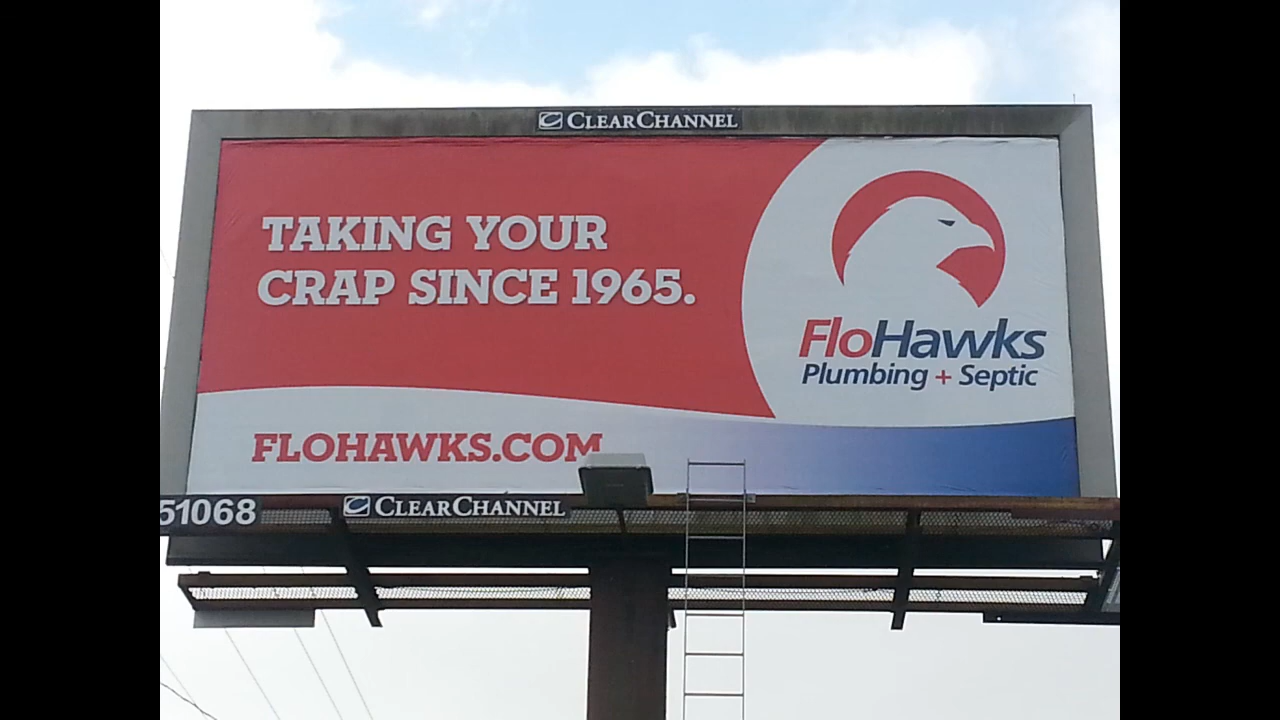 CLEARCHANNEL
TAKING YOUR
CRAP SINCE 1965.
FloHawks
Plumbing + Septic
FLOHAWKS.COM
51068
CLEARCHANNEL